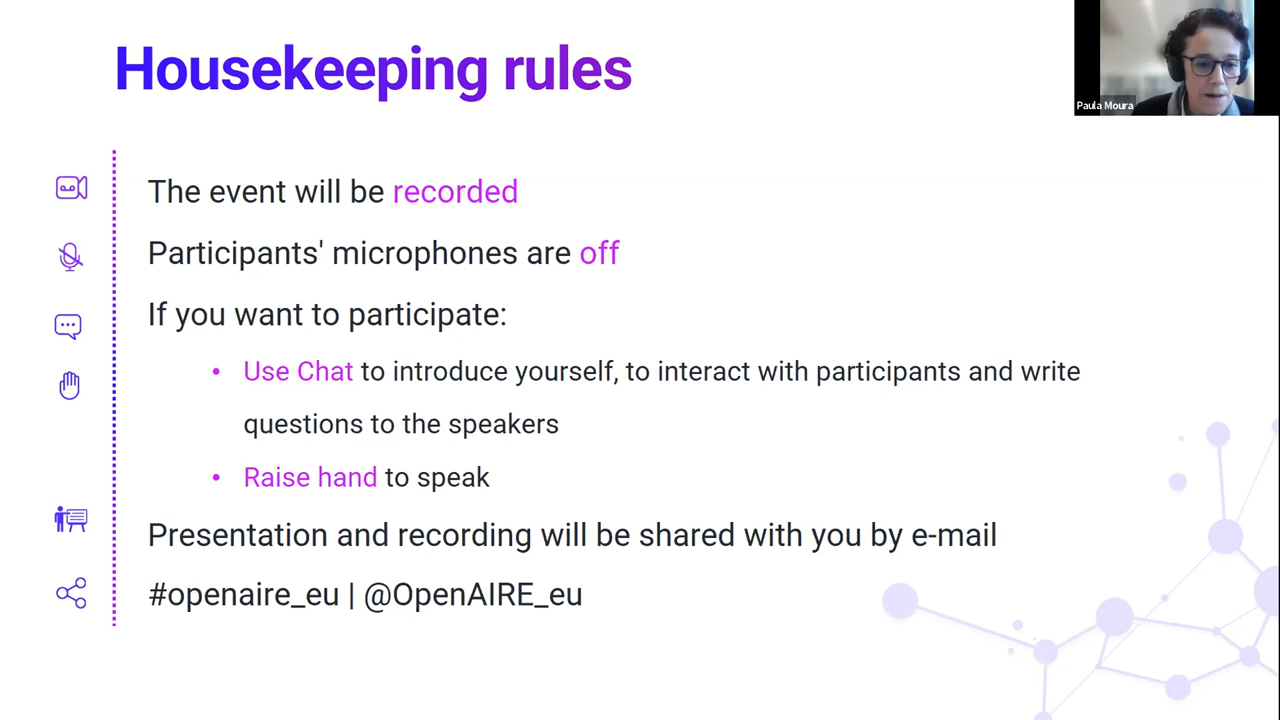 Housekeeping rules
Paula Moura
The event will be recorded
Participants' microphones are off
If you want to participate:
• Use Chat to introduce yourself, to interact with participants and write
questions to the speakers
• Raise hand to speak
Presentation and recording will be shared with you by e-mail
#openaire_eu | @OpenAIRE_eu